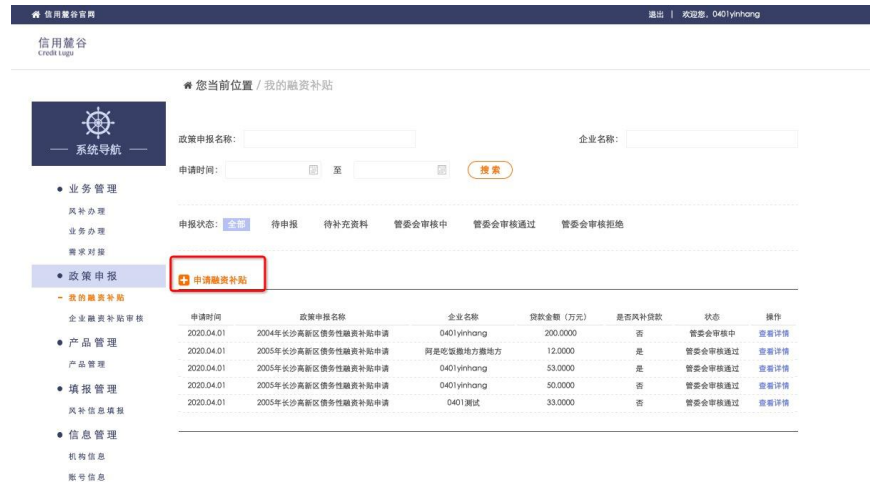 信用麓谷官网
退出 | 欢迎您，0401yinhang
信用麓谷
Credit Lugu
您当前位置 / 我的融资补贴
系统导航
政策申报名称：
企业名称：
申请时间：
至
搜索
申报状态： 全部 待申报 待补充资料 管委会审核中 管委会审核通过 管委会审核拒绝
申请融资补贴
申请时间 政策申报名称 企业名称 贷款金额（万元） 是否风补贷款 状态 操作
2020.04.01 2004年长沙高新区债务性融资补贴申请 0401yinhang 200.0000 否 管委会审核中 查看详情
2020.04.01 2005年长沙高新区债务性融资补贴申请 阿是吃饭撒地方撒地方 12.0000 是 管委会审核通过 查看详情
2020.04.01 2005年长沙高新区债务性融资补贴申请 0401yinhang 53.0000 是 管委会审核通过 查看详情
2020.04.01 2005年长沙高新区债务性融资补贴申请 0401yinhang 50.0000 否 管委会审核通过 查看详情
2020.04.01 2005年长沙高新区债务性融资补贴申请 0401测试 33.0000 否 管委会审核通过 查看详情
业务管理
风补办理
业务办理
需求对接
政策申报
我的融资补贴
企业融资补贴审核
产品管理
产品管理
填报管理
风补信息填报
信息管理
机构信息
账号信息